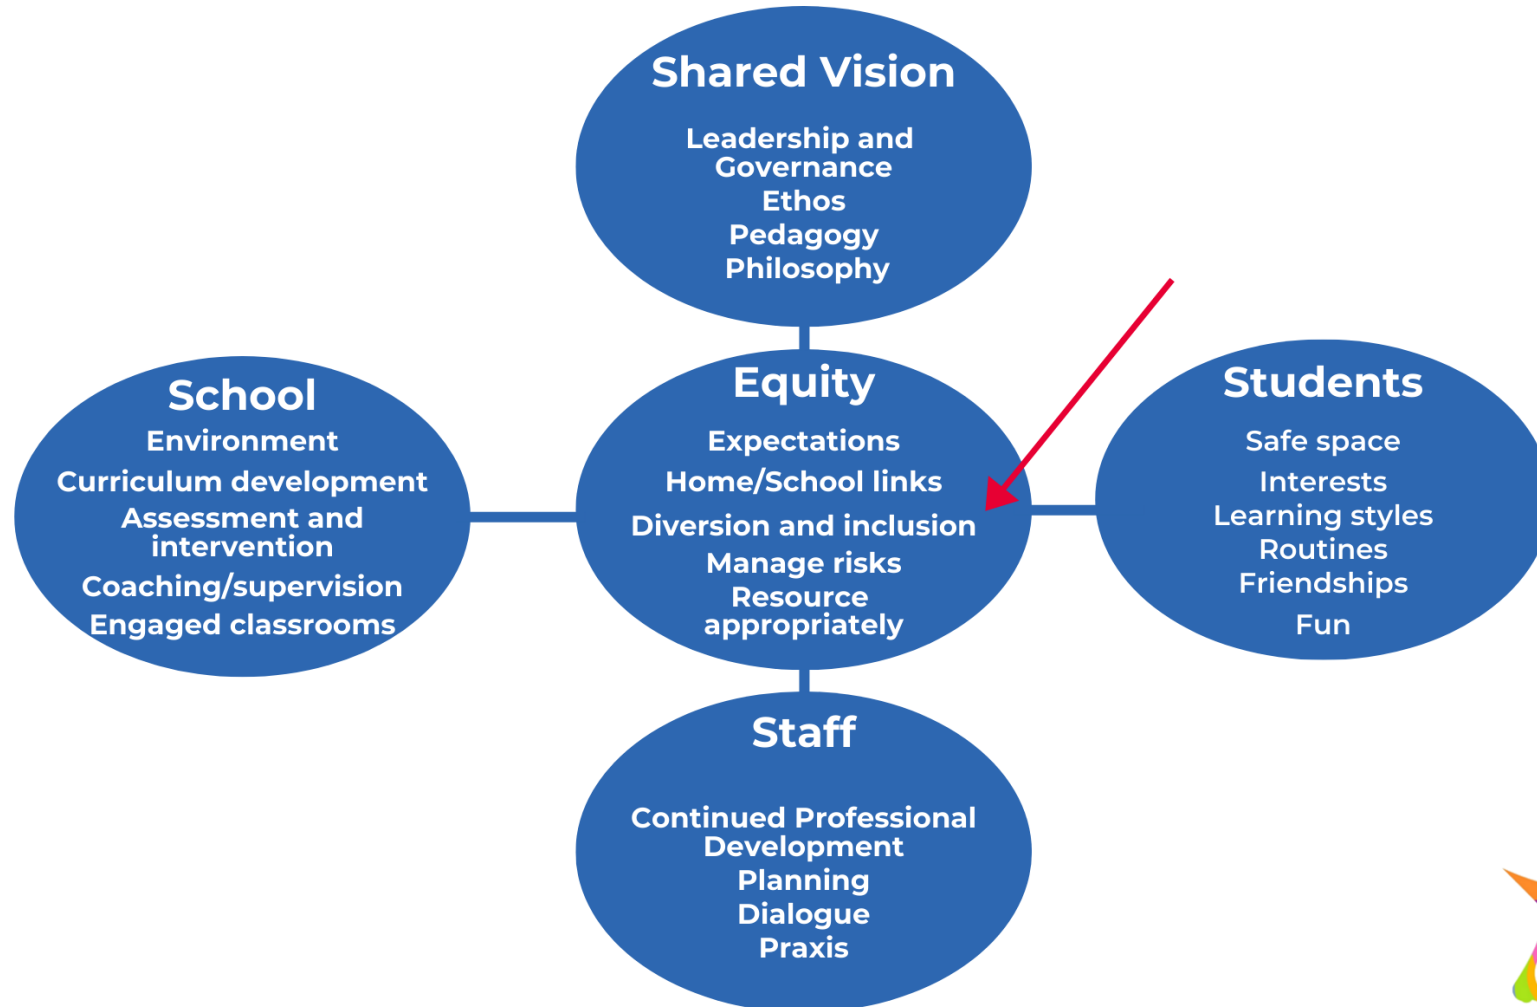 Shared Vision
Leadership and
Governance
Ethos
Pedagogy
Philosophy
School
Environment
Curriculum development
Assessment and
intervention
Coaching/supervision
Engaged classrooms
Equity
Expectations
Home/School links
Diversion and inclusion
Manage risks
Resource
appropriately
Students
Safe space
Interests
Learning styles
Routines
Friendships
Fun
Staff
Continued Professional
Development
Planning
Dialogue
Praxis